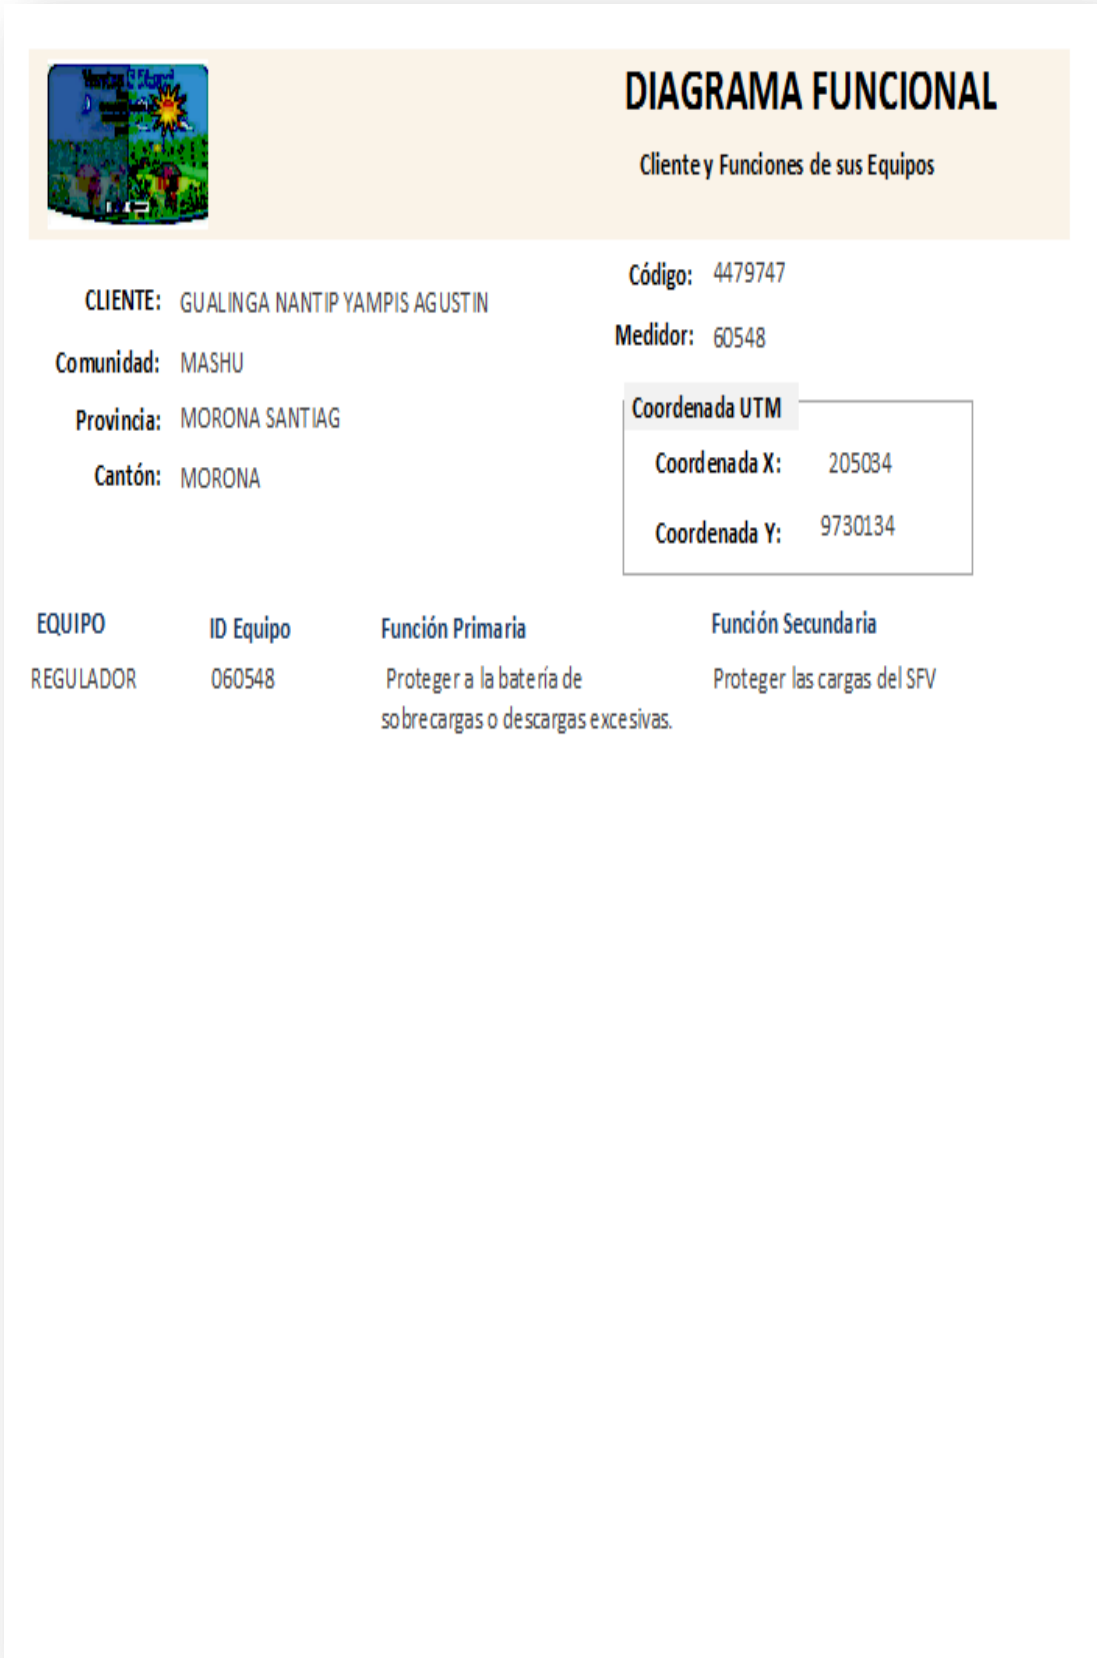 DIAGRAMA FUNCIONAL
Cliente y Funciones de sus Equipos
Código: 4479747
CLIENTE: GUALINGA NANTIP YAMPIS AGUSTIN
Medidor: 60548
Comunidad: MASHU
Provincia: MORONA SANTIAG
Cantón: MORONA
Coordenada UTM
Coordenada X: 205034
Coordenada Y: 9730134
EQUIPO ID Equipo Función Primaria Función Secundaria
REGULADOR 060548 Proteger a la batería de Proteger las cargas del SFV
sobrecargas o descargas excesivas.